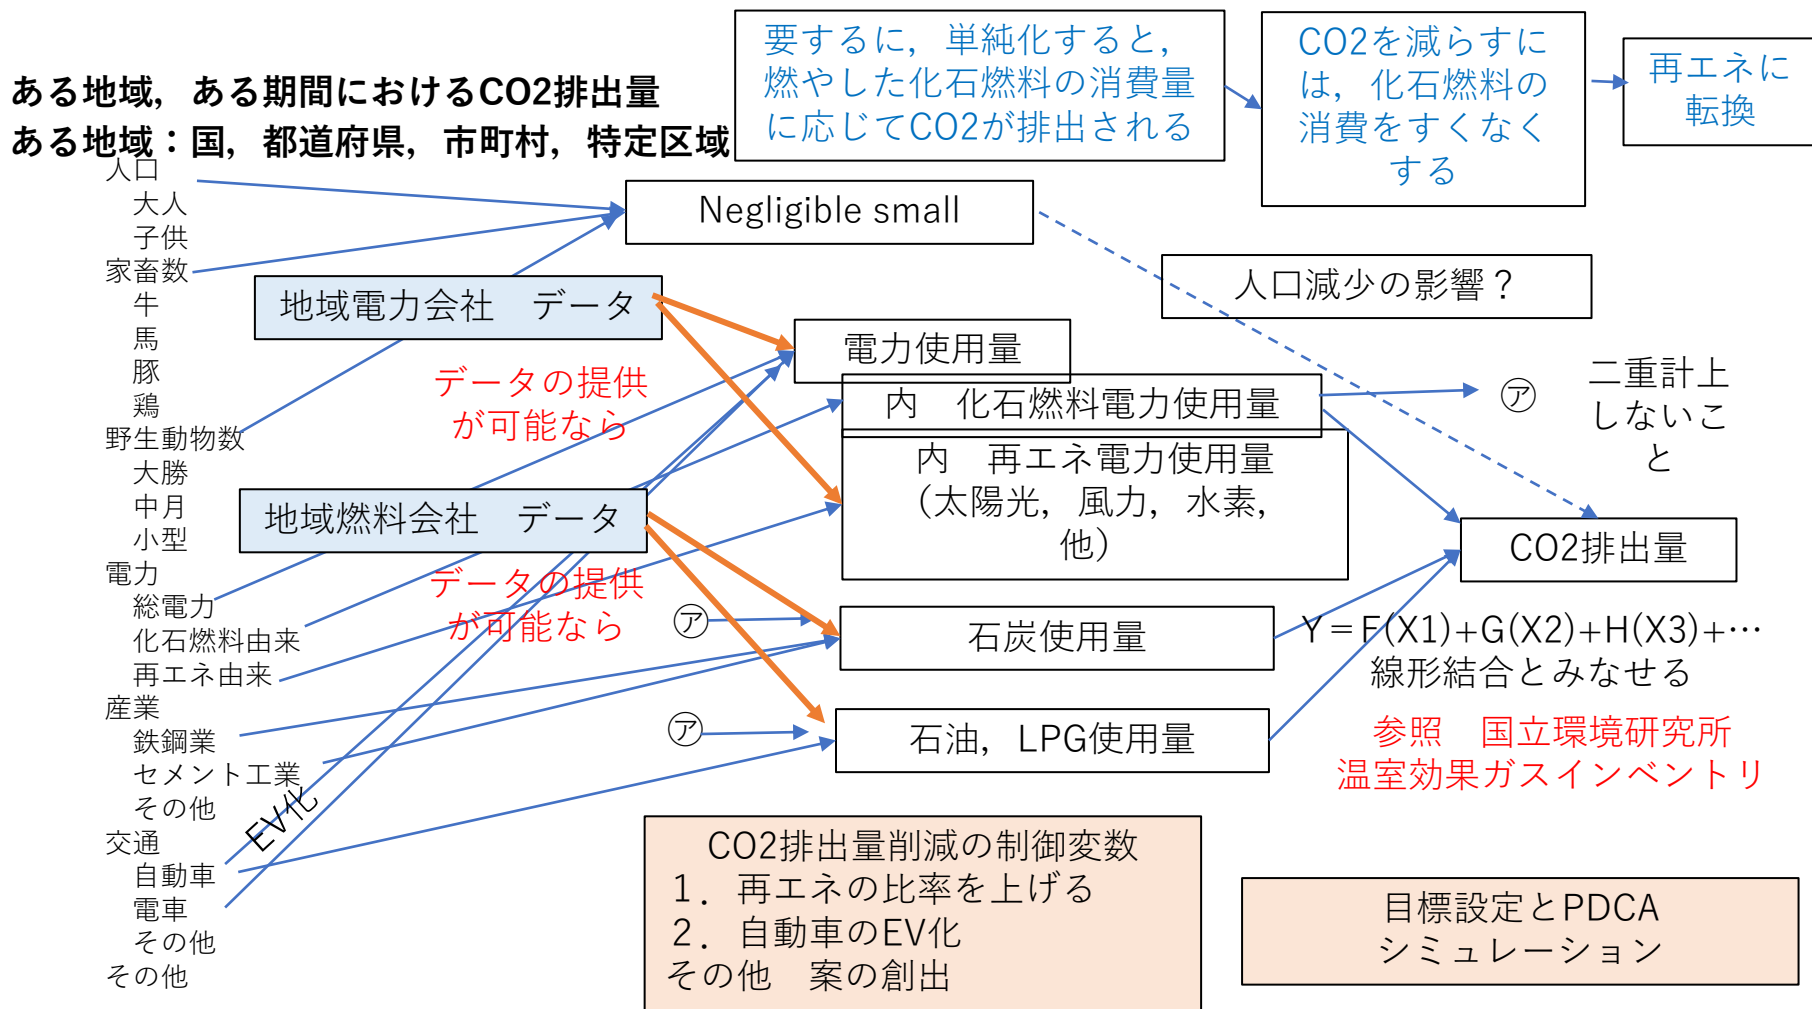 要するに，単純化すると，
燃やした化石燃料の消費量
に応じてCO2が排出される
CO2を減らすに
は，化石燃料の
消費をすくなく
する
再エネに
転換
ある地域，ある期間におけるCO2排出量
ある地域：国，都道府県，市町村，特定区域
人口
大人
子供
家畜数
牛
馬
豚
鶏
野生動物数
大勝
中月
小型
電力
総電力
化石燃料由来
再エネ由来
産業
鉄鋼業
セメント工業
その他
交通
自動車
電車
その他
その他
EV化
Negligible small
地域電力会社　データ
データの提供
が可能なら
地域燃料会社　データ
データの提供
が可能なら
人口減少の影響？
電力使用量
内　化石燃料電力使用量
内　再エネ電力使用量
（太陽光，風力，水素，
他）
㋐
二重計上
しないこ
と
CO2排出量
㋐
石炭使用量
㋐
石油，LPG使用量
Y＝F(X1)+G(X2)+H(X3)+…
線形結合とみなせる
参照　国立環境研究所
温室効果ガスインベントリ
CO2排出量削減の制御変数
１．再エネの比率を上げる
２．自動車のEV化
その他　案の創出
目標設定とPDCA
シミュレーション